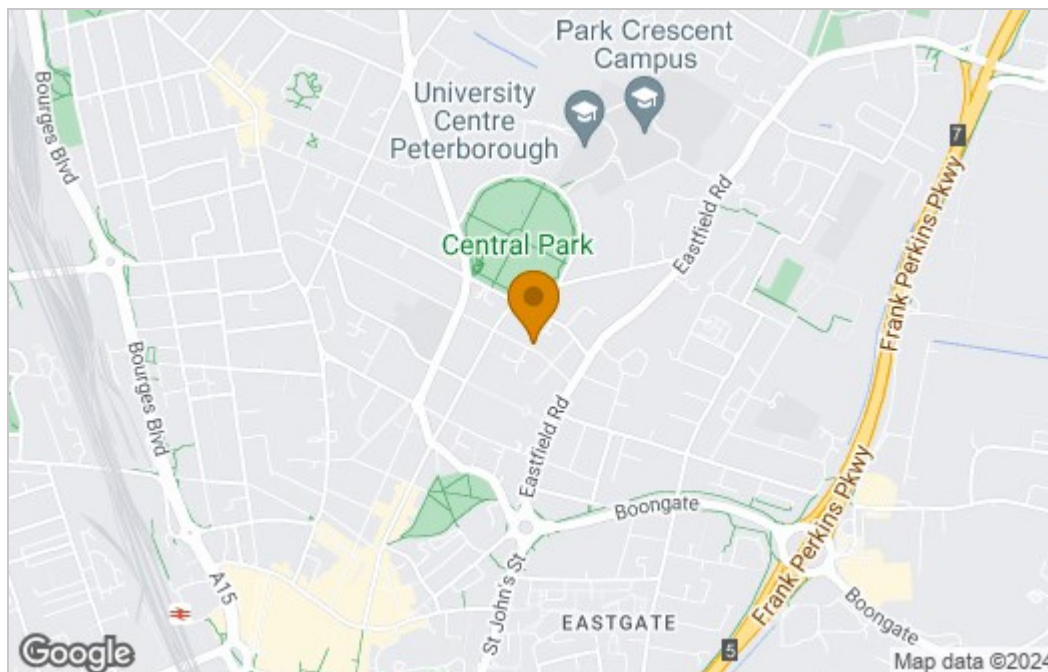 Park Crescent
Campus
University
Centre
Peterborough
Bourges
Blvd
Central Park
Eastfield Rd
7
Frank Perkins Pkwy
Frank Perkins Pkwy
Bourges Blvd
Eastfield Rd
Boongate
A15
St John's St
EASTGATE
5
Boongate
Google
Map data ©2024